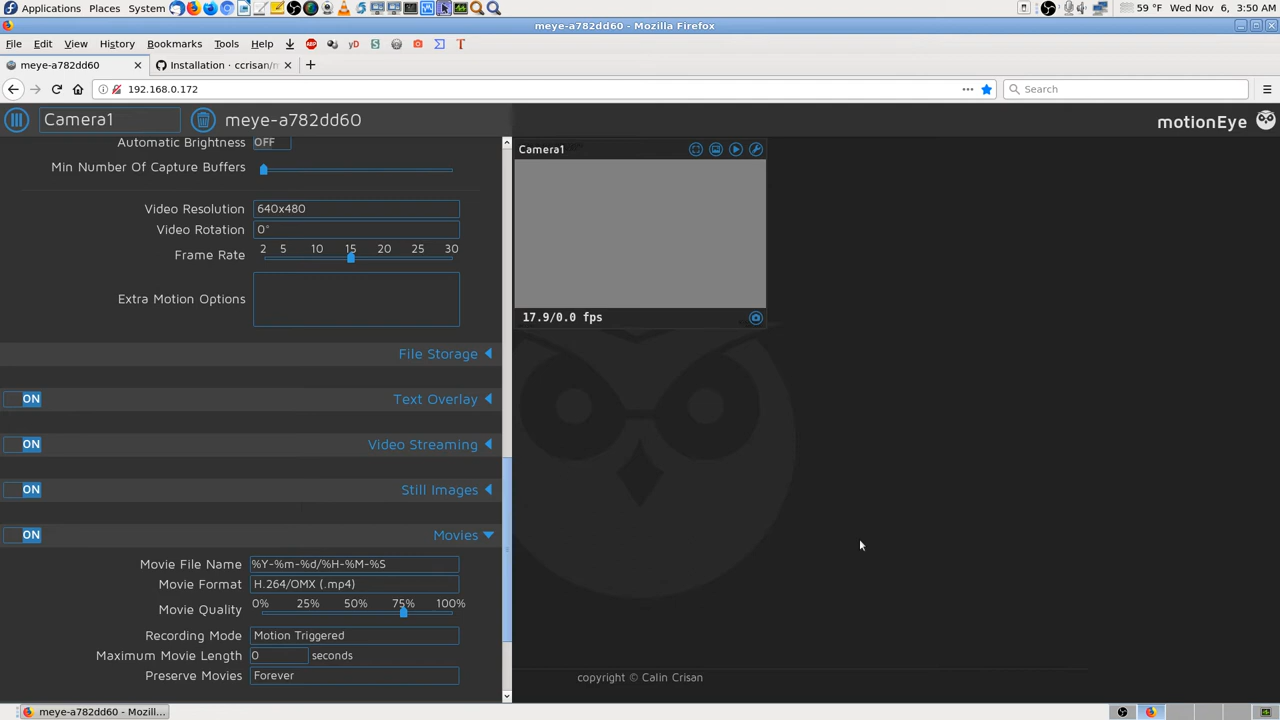 Applications Places System 59 °F Wed Nov 6, 3:50 AM
meye-a782dd60 - Mozilla Firefox
File Edit View History Bookmarks Tools Help
meye-a782dd60 Installation · ccrisan/m
192.168.0.172 Search
Camera1 meye-a782dd60 motionEye
Automatic Brightness OFF
Camera1
Min Number Of Capture Buffers
Video Resolution 640x480
Video Rotation 0°
2 5 10 15 20 25 30
Frame Rate
Extra Motion Options
17.9/0.0 fps
File Storage
ON Text Overlay
ON Video Streaming
ON Still Images
ON Movies
Movie File Name %Y-%m-%d/%H-%M-%S
Movie Format H.264/OMX (.mp4)
0% 25% 50% 75% 100%
Movie Quality
Recording Mode Motion Triggered
Maximum Movie Length 0 seconds
Preserve Movies Forever
copyright © Calin Crisan
meye-a782dd60 - Mozill...